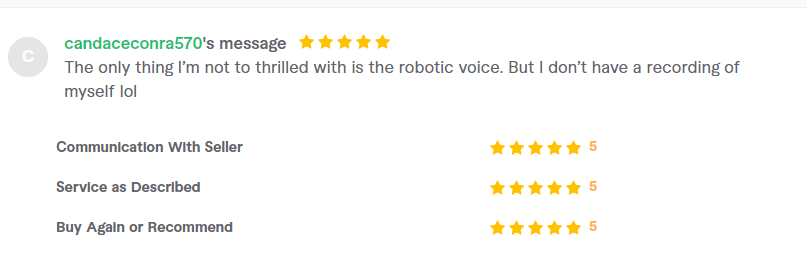 C
candaceconra570's message
The only thing I'm not to thrilled with is the robotic voice. But I don't have a recording of
myself lol
Communication With Seller 5
Service as Described 5
Buy Again or Recommend 5